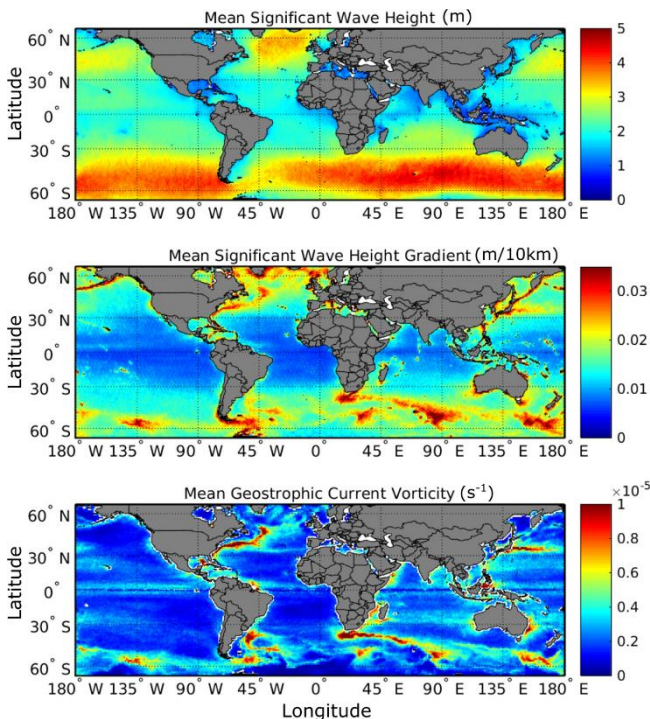 Mean Significant Wave Height (m)
Latitude
60° N
30° N
0°
30° S
60° S
180° W 135° W 90° W 45° W 0° 45° E 90° E 135° E 180° E
5
4
3
2
1
0
Mean Significant Wave Height Gradient (m/10km)
Latitude
60° N
30° N
0°
30° S
60° S
180° W 135° W 90° W 45° W 0° 45° E 90° E 135° E 180° E
0.03
0.02
0.01
0
Mean Geostrophic Current Vorticity (s⁻¹)
Latitude
60° N
30° N
0°
30° S
60° S
180° W 135° W 90° W 45° W 0° 45° E 90° E 135° E 180° E
×10⁻⁵
1
0.8
0.6
0.4
0.2
0
Longitude